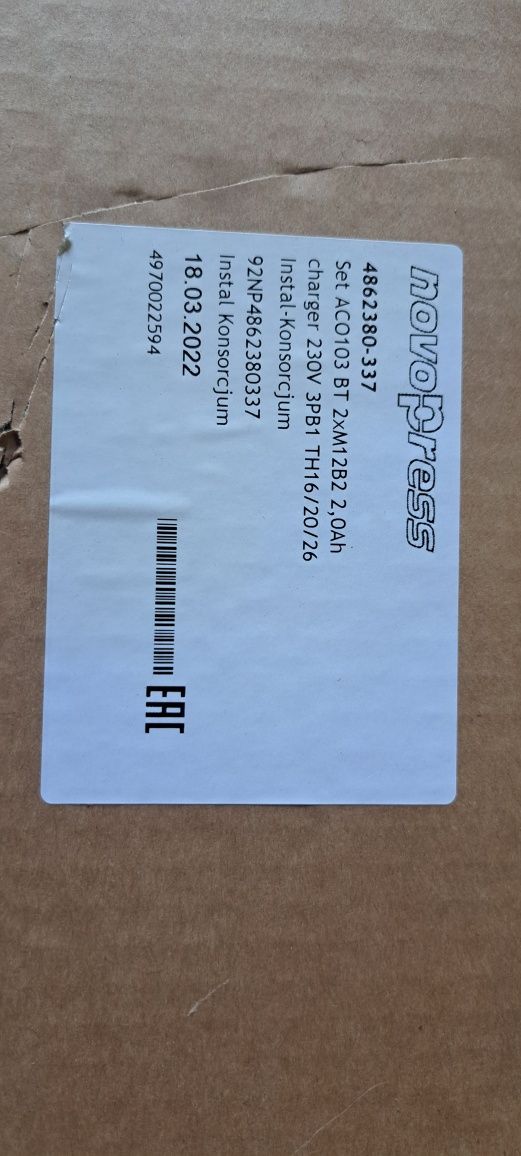 novopress
4862380-337
Set ACO103 BT 2xM12B2 2,0Ah
charger 230V 3PB1 TH16/20/26
Instal-Konsorcjum
92NP4862380337
Instal Konsorcjum
18.03.2022
4970022594
EAC